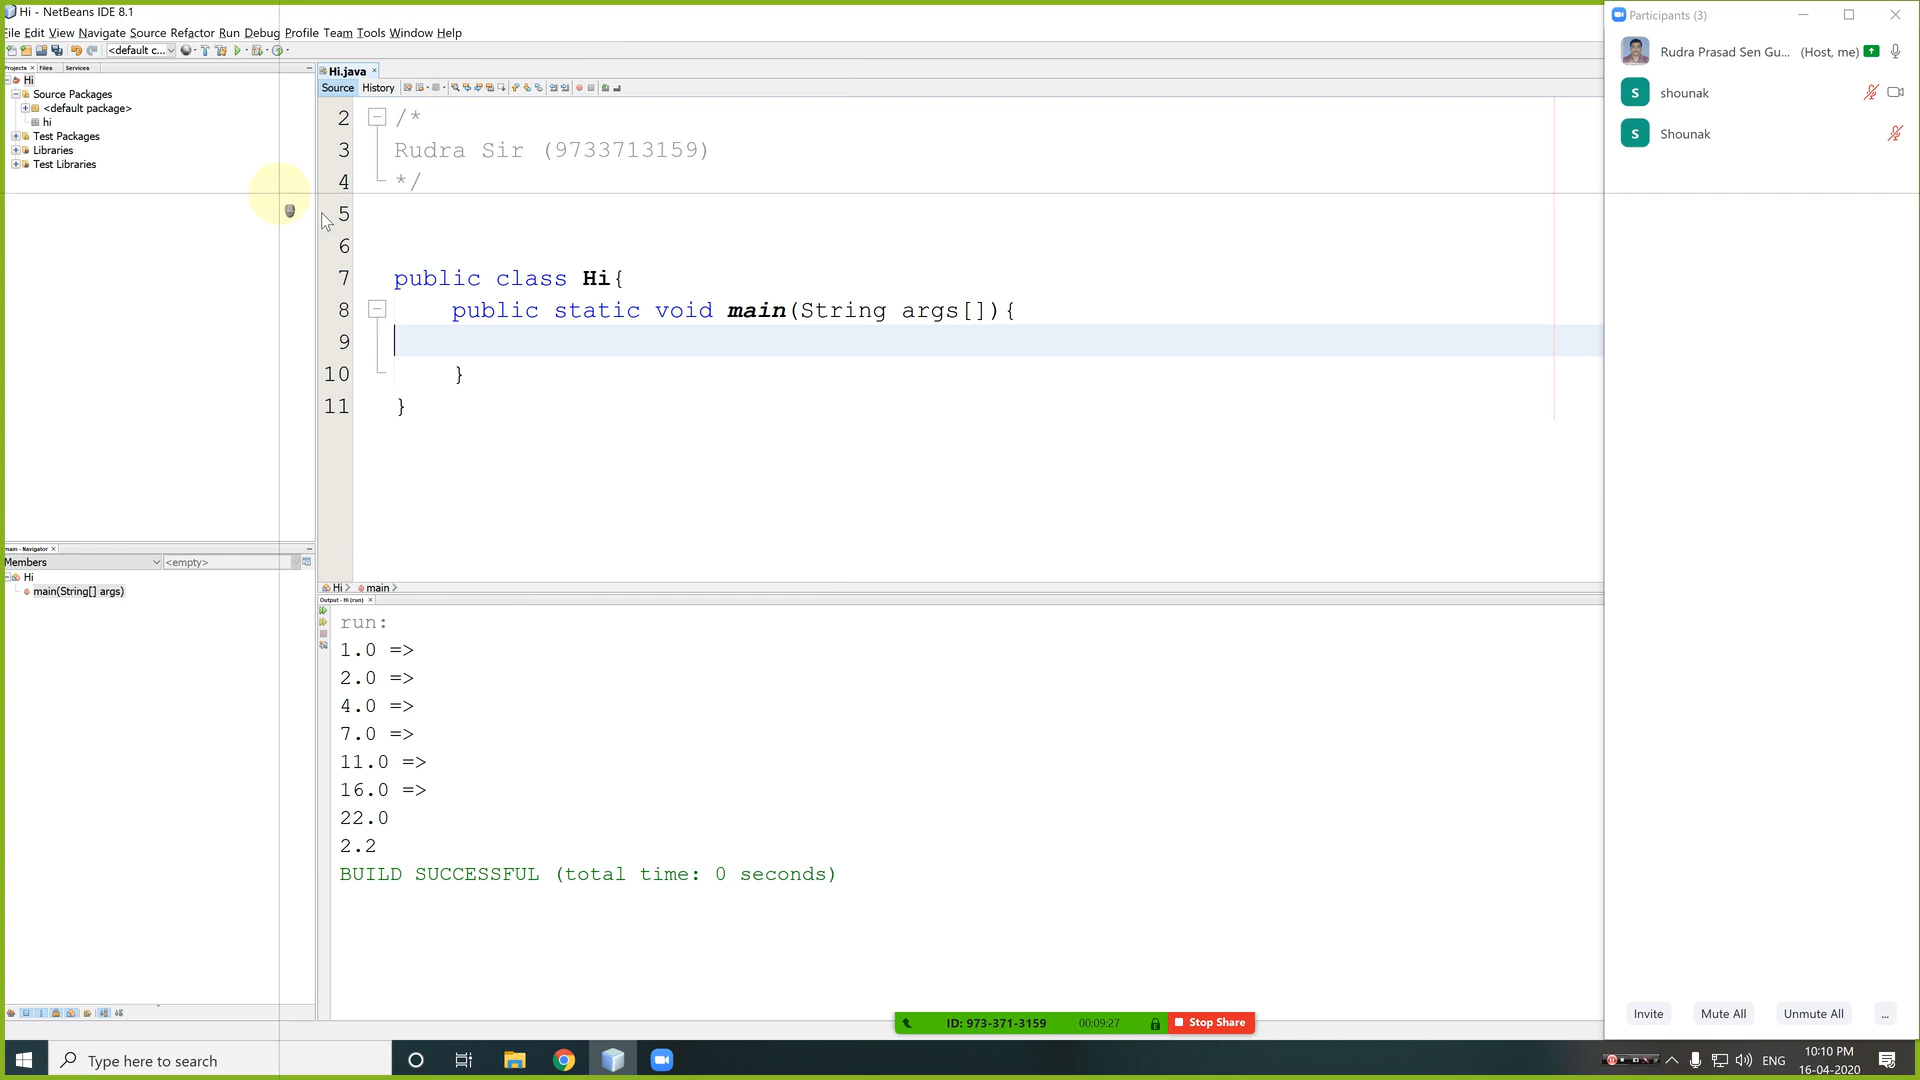 Hi - NetBeans IDE 8.1
File Edit View Navigate Source Refactor Run Debug Profile Team Tools Window Help
<default c...
Projects Files Services
Hi
Source Packages
<default package>
hi
Test Packages
Libraries
Test Libraries
main - Navigator
Members <empty>
Hi
main(String[] args)
Hi.java
Source History
2 /*
3 Rudra Sir (9733713159)
4 */
5
6
7 public class Hi{
8 public static void main(String args[]){
9
10 }
11 }
Hi main
Output - Hi (run)
run:
1.0 =>
2.0 =>
4.0 =>
7.0 =>
11.0 =>
16.0 =>
22.0
2.2
BUILD SUCCESSFUL (total time: 0 seconds)
Participants (3)
Rudra Prasad Sen Gu... (Host, me)
S shounak
S Shounak
Invite Mute All Unmute All ...
ID: 973-371-3159 00:09:27 Stop Share
Type here to search
ENG
10:10 PM
16-04-2020